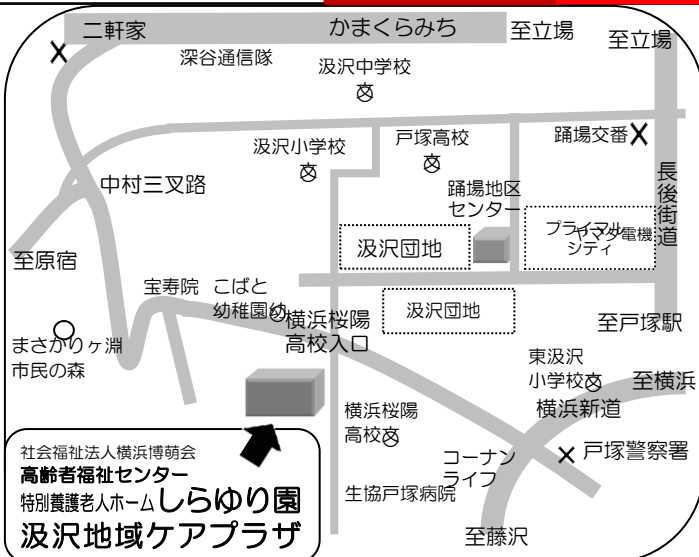 二軒家
かまくらみち
至立場
至立場
深谷通信隊
汲沢中学校
汲沢小学校
戸塚高校
踊場交番
中村三叉路
踊場地区
センター
長後街道
プライマル
シティ
ヤマダ電機
汲沢団地
至原宿
宝寿院
こばと
幼稚園幼
汲沢団地
横浜桜陽
高校入口
至戸塚駅
まさかりヶ淵
市民の森
東汲沢
小学校
至横浜
横浜新道
横浜桜陽
高校
コーナン
ライフ
戸塚警察署
生協戸塚病院
至藤沢
社会福祉法人横浜博萌会
高齢者福祉センター
特別養護老人ホームしらゆり園
汲沢地域ケアプラザ